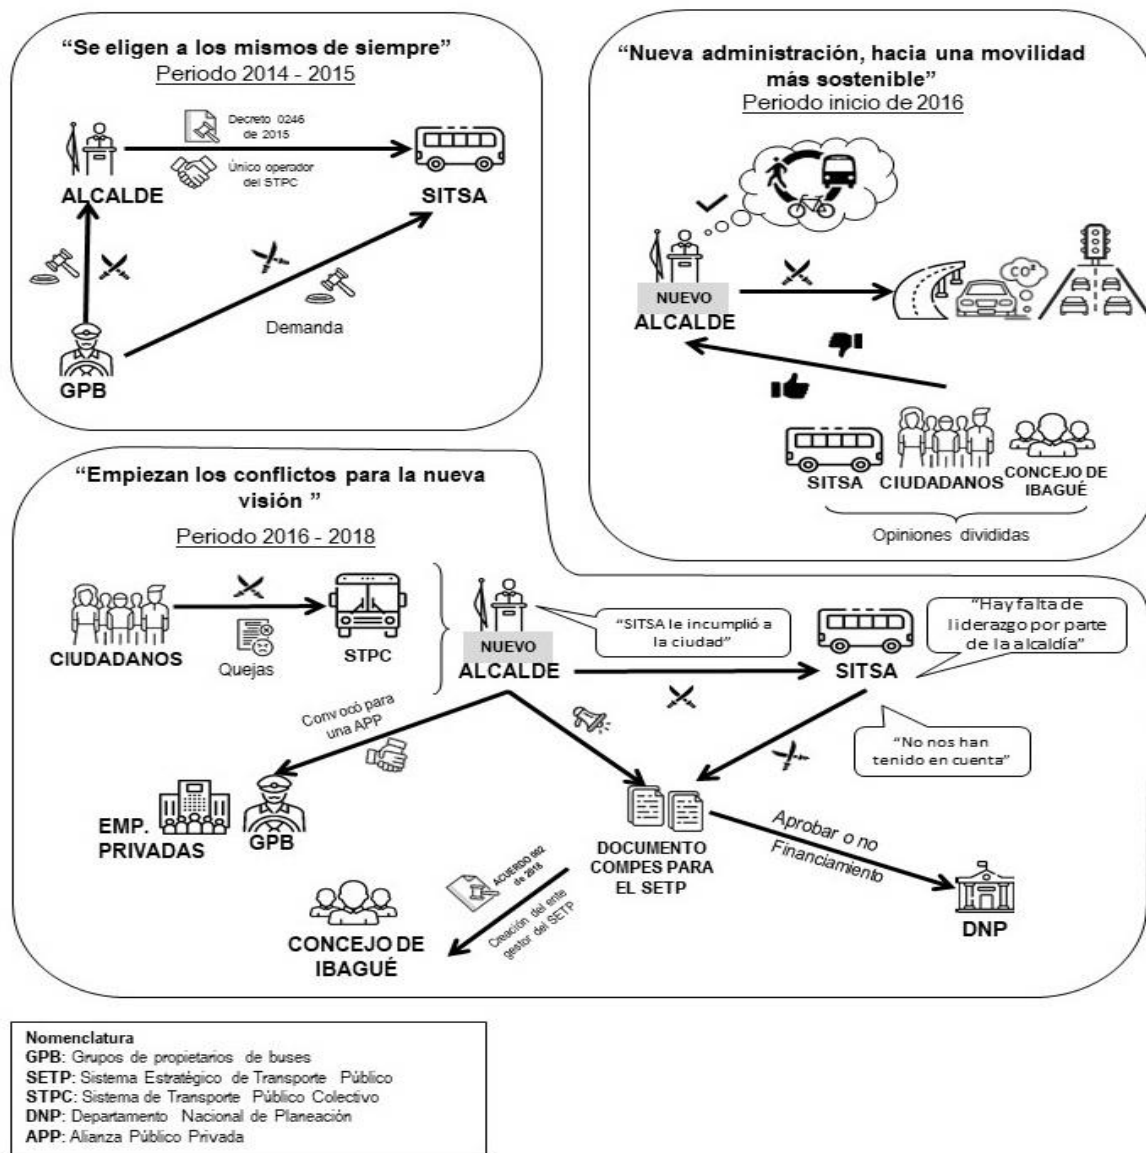 “Se eligen a los mismos de siempre”
Periodo 2014 - 2015
Decreto 0246
de 2015
Único operador
del STPC
ALCALDE
SITSA
Demanda
GPB
“Nueva administración, hacia una movilidad
más sostenible”
Periodo inicio de 2016
CO²
NUEVO
ALCALDE
SITSA
CIUDADANOS
CONCEJO DE
IBAGUÉ
Opiniones divididas
“Empiezan los conflictos para la nueva
visión ”
Periodo 2016 - 2018
CIUDADANOS
Quejas
STPC
NUEVO
ALCALDE
“SITSA le incumplió a
la ciudad”
SITSA
“Hay falta de
liderazgo por parte
de la alcaldía”
“No nos han
tenido en cuenta”
Convocó para
una APP
EMP.
PRIVADAS
GPB
DOCUMENTO
COMPES PARA
EL SETP
Aprobar o no
Financiamiento
DNP
ACUERDO 002
de 2018
Creación del ente
gestor del SETP
CONCEJO DE
IBAGUÉ
Nomenclatura
GPB: Grupos de propietarios de buses
SETP: Sistema Estratégico de Transporte Público
STPC: Sistema de Transporte Público Colectivo
DNP: Departamento Nacional de Planeación
APP: Alianza Público Privada